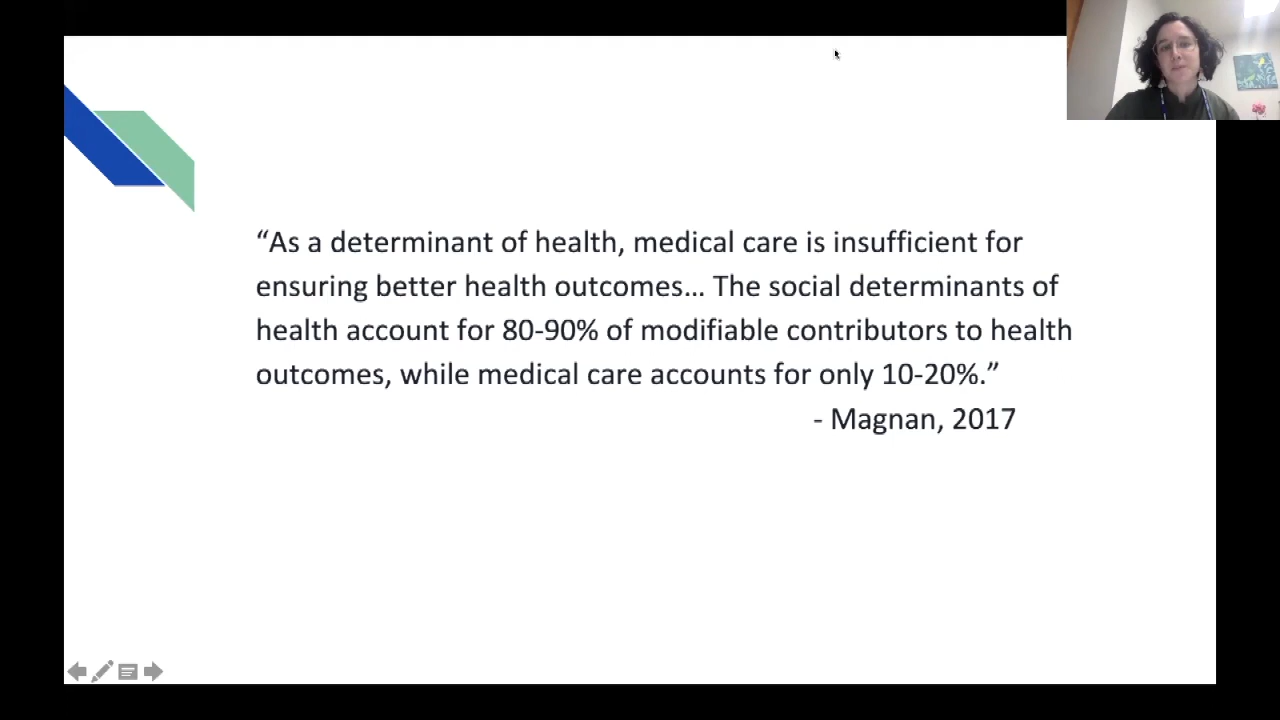 “As a determinant of health, medical care is insufficient for
ensuring better health outcomes… The social determinants of
health account for 80-90% of modifiable contributors to health
outcomes, while medical care accounts for only 10-20%.”
- Magnan, 2017